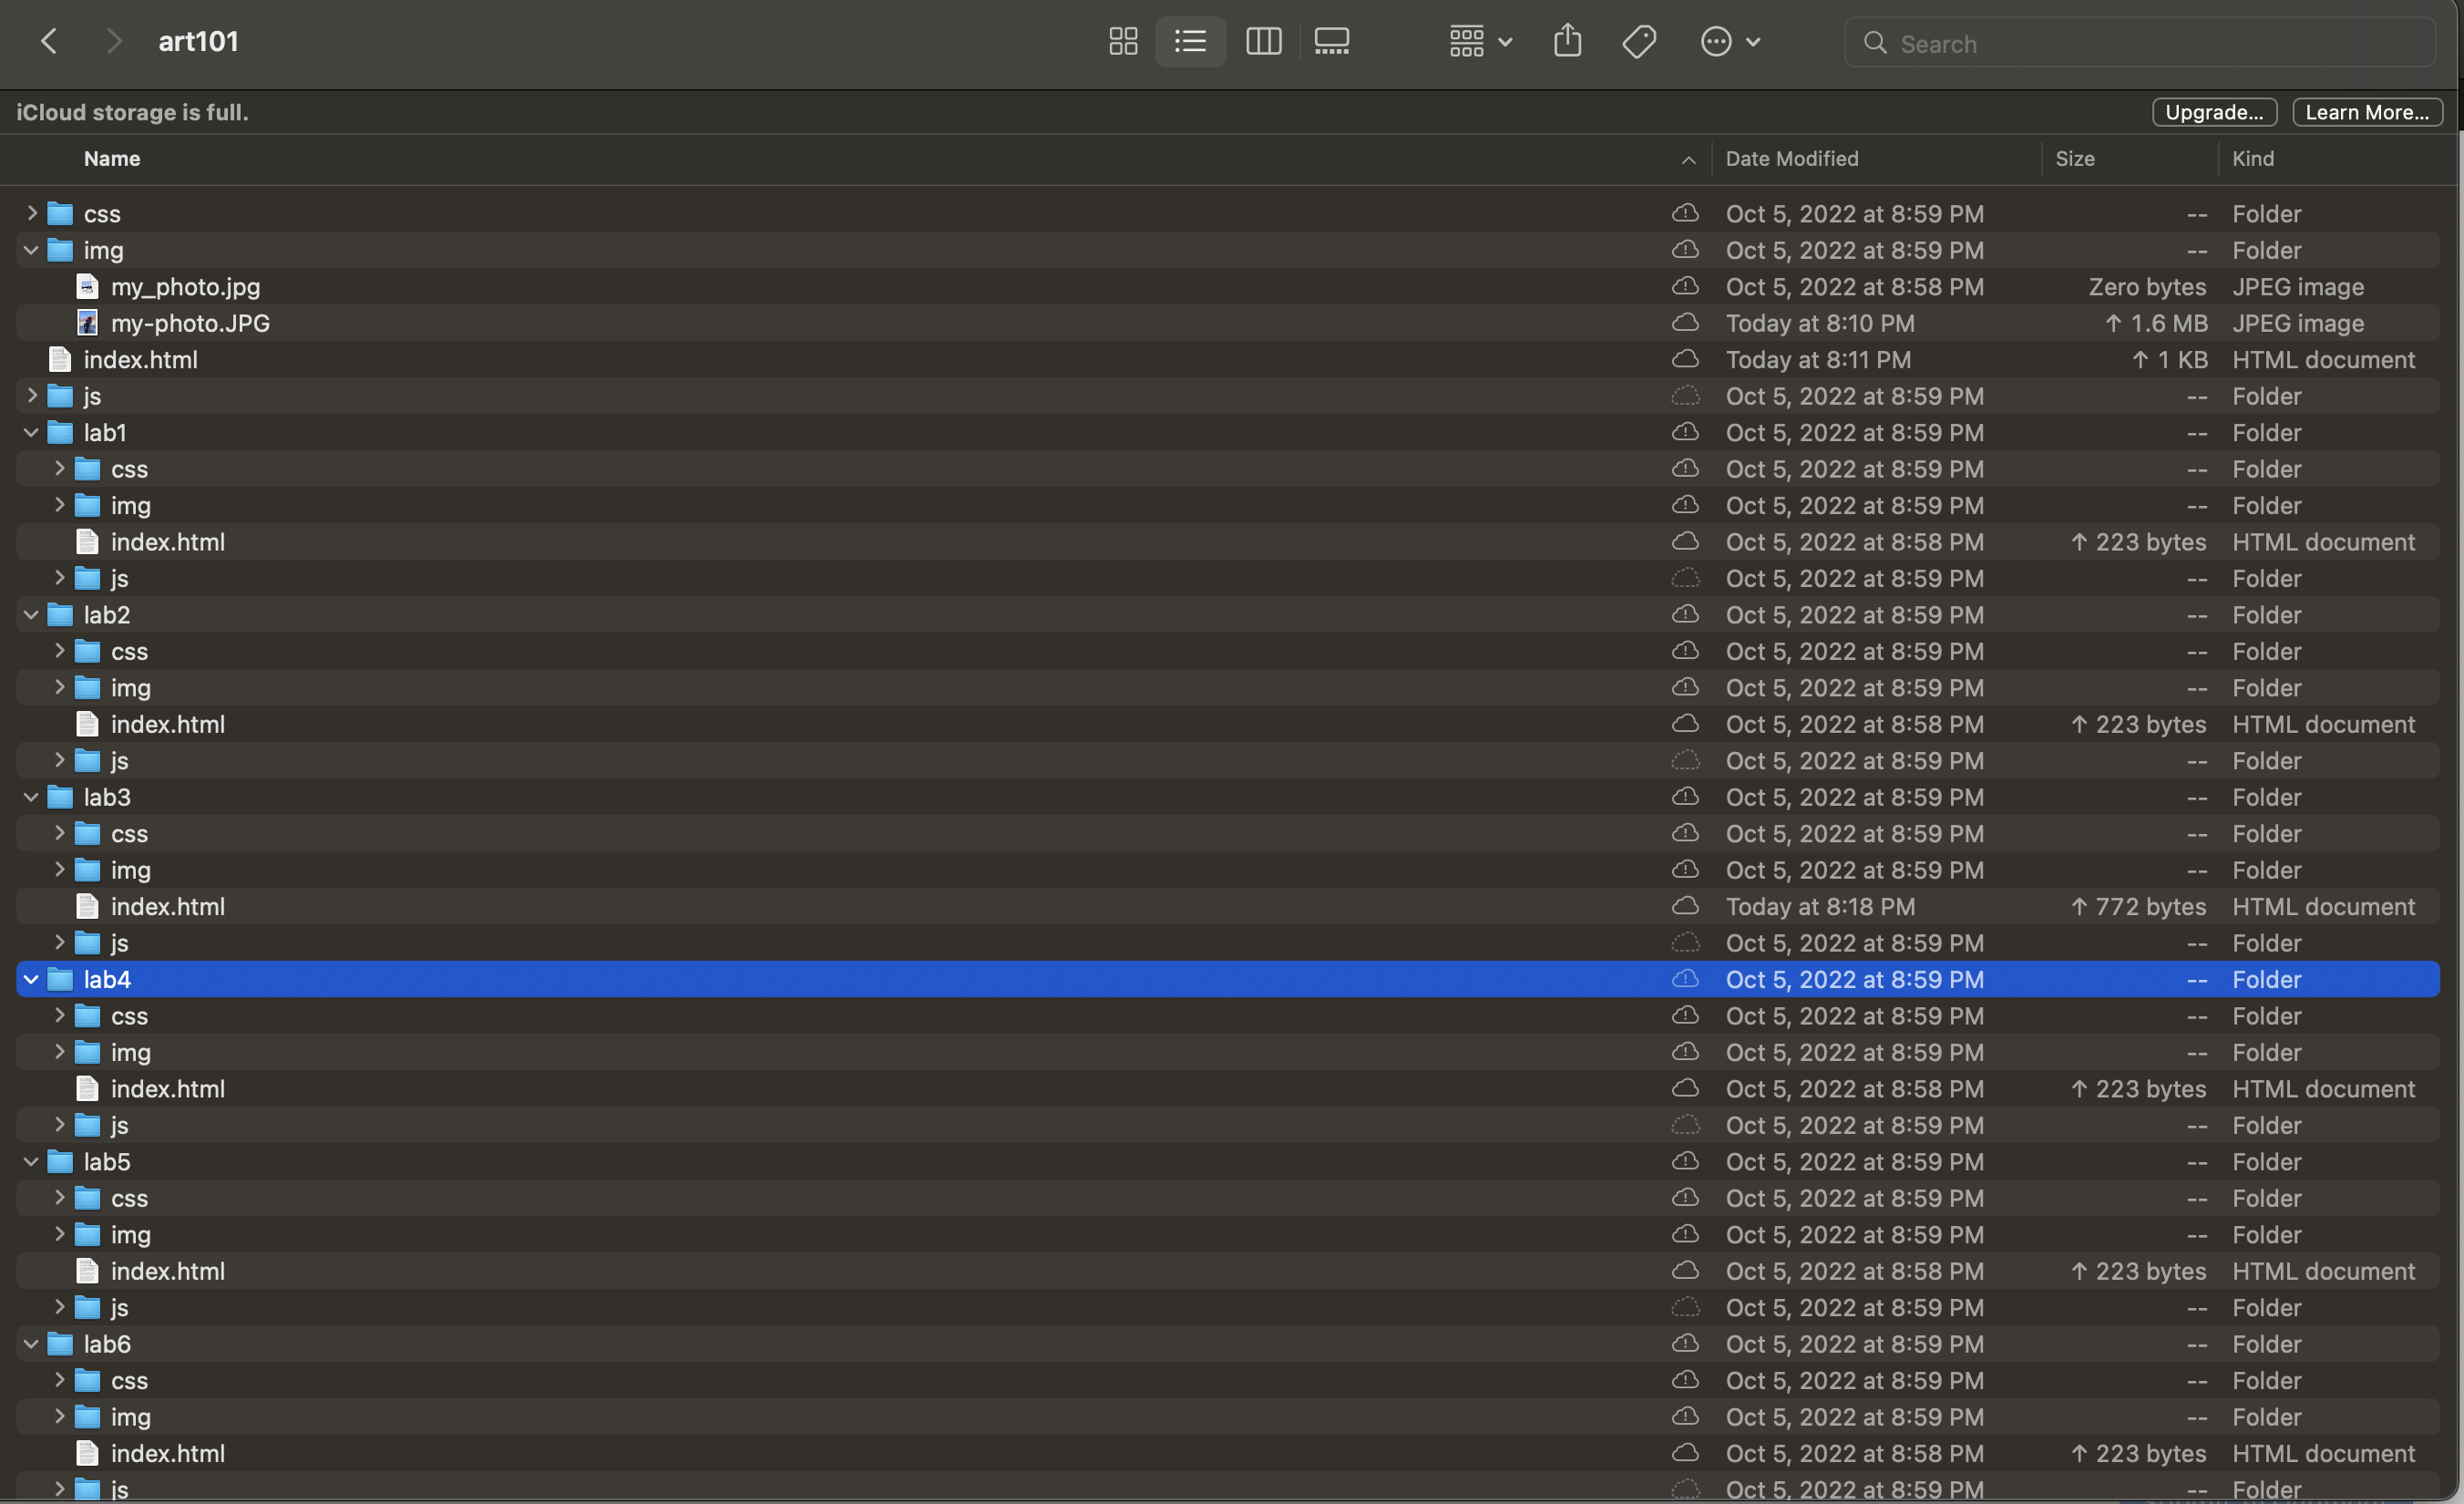 art101
Search
iCloud storage is full.
Upgrade...
Learn More...
Name Date Modified Size Kind
css Oct 5, 2022 at 8:59 PM -- Folder
img Oct 5, 2022 at 8:59 PM -- Folder
my_photo.jpg Oct 5, 2022 at 8:58 PM Zero bytes JPEG image
my-photo.JPG Today at 8:10 PM ↑ 1.6 MB JPEG image
index.html Today at 8:11 PM ↑ 1 KB HTML document
js Oct 5, 2022 at 8:59 PM -- Folder
lab1 Oct 5, 2022 at 8:59 PM -- Folder
css Oct 5, 2022 at 8:59 PM -- Folder
img Oct 5, 2022 at 8:59 PM -- Folder
index.html Oct 5, 2022 at 8:58 PM ↑ 223 bytes HTML document
js Oct 5, 2022 at 8:59 PM -- Folder
lab2 Oct 5, 2022 at 8:59 PM -- Folder
css Oct 5, 2022 at 8:59 PM -- Folder
img Oct 5, 2022 at 8:59 PM -- Folder
index.html Oct 5, 2022 at 8:58 PM ↑ 223 bytes HTML document
js Oct 5, 2022 at 8:59 PM -- Folder
lab3 Oct 5, 2022 at 8:59 PM -- Folder
css Oct 5, 2022 at 8:59 PM -- Folder
img Oct 5, 2022 at 8:59 PM -- Folder
index.html Today at 8:18 PM ↑ 772 bytes HTML document
js Oct 5, 2022 at 8:59 PM -- Folder
lab4 Oct 5, 2022 at 8:59 PM -- Folder
css Oct 5, 2022 at 8:59 PM -- Folder
img Oct 5, 2022 at 8:59 PM -- Folder
index.html Oct 5, 2022 at 8:58 PM ↑ 223 bytes HTML document
js Oct 5, 2022 at 8:59 PM -- Folder
lab5 Oct 5, 2022 at 8:59 PM -- Folder
css Oct 5, 2022 at 8:59 PM -- Folder
img Oct 5, 2022 at 8:59 PM -- Folder
index.html Oct 5, 2022 at 8:58 PM ↑ 223 bytes HTML document
js Oct 5, 2022 at 8:59 PM -- Folder
lab6 Oct 5, 2022 at 8:59 PM -- Folder
css Oct 5, 2022 at 8:59 PM -- Folder
img Oct 5, 2022 at 8:59 PM -- Folder
index.html Oct 5, 2022 at 8:58 PM ↑ 223 bytes HTML document
js Oct 5, 2022 at 8:59 PM -- Folder